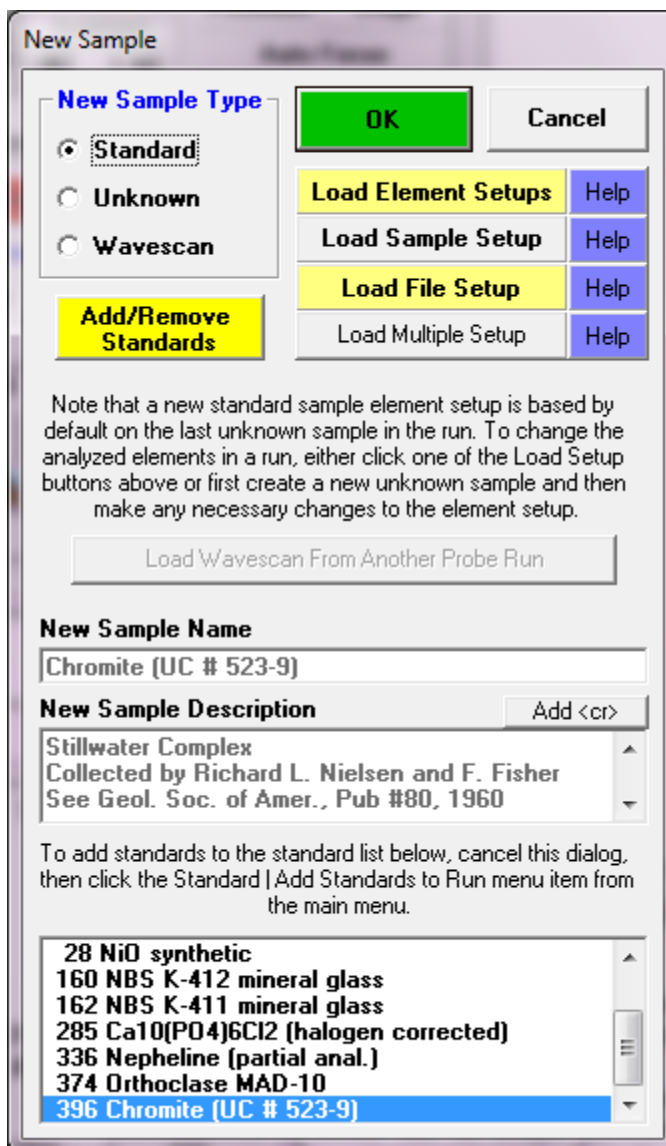 New Sample
New Sample Type
Standard
Unknown
Wavescan
OK
Cancel
Load Element Setups
Help
Load Sample Setup
Help
Load File Setup
Help
Load Multiple Setup
Help
Add/Remove
Standards
Note that a new standard sample element setup is based by
default on the last unknown sample in the run. To change the
analyzed elements in a run, either click one of the Load Setup
buttons above or first create a new unknown sample and then
make any necessary changes to the element setup.
Load Wavescan From Another Probe Run
New Sample Name
Chromite (UC # 523-9)
New Sample Description
Add <cr>
Stillwater Complex
Collected by Richard L. Nielsen and F. Fisher
See Geol. Soc. of Amer., Pub #80, 1960
To add standards to the standard list below, cancel this dialog,
then click the Standard | Add Standards to Run menu item from
the main menu.
28 NiO synthetic
160 NBS K-412 mineral glass
162 NBS K-411 mineral glass
285 Ca10(PO4)6Cl2 (halogen corrected)
336 Nepheline (partial anal.)
374 Orthoclase MAD-10
396 Chromite (UC # 523-9)